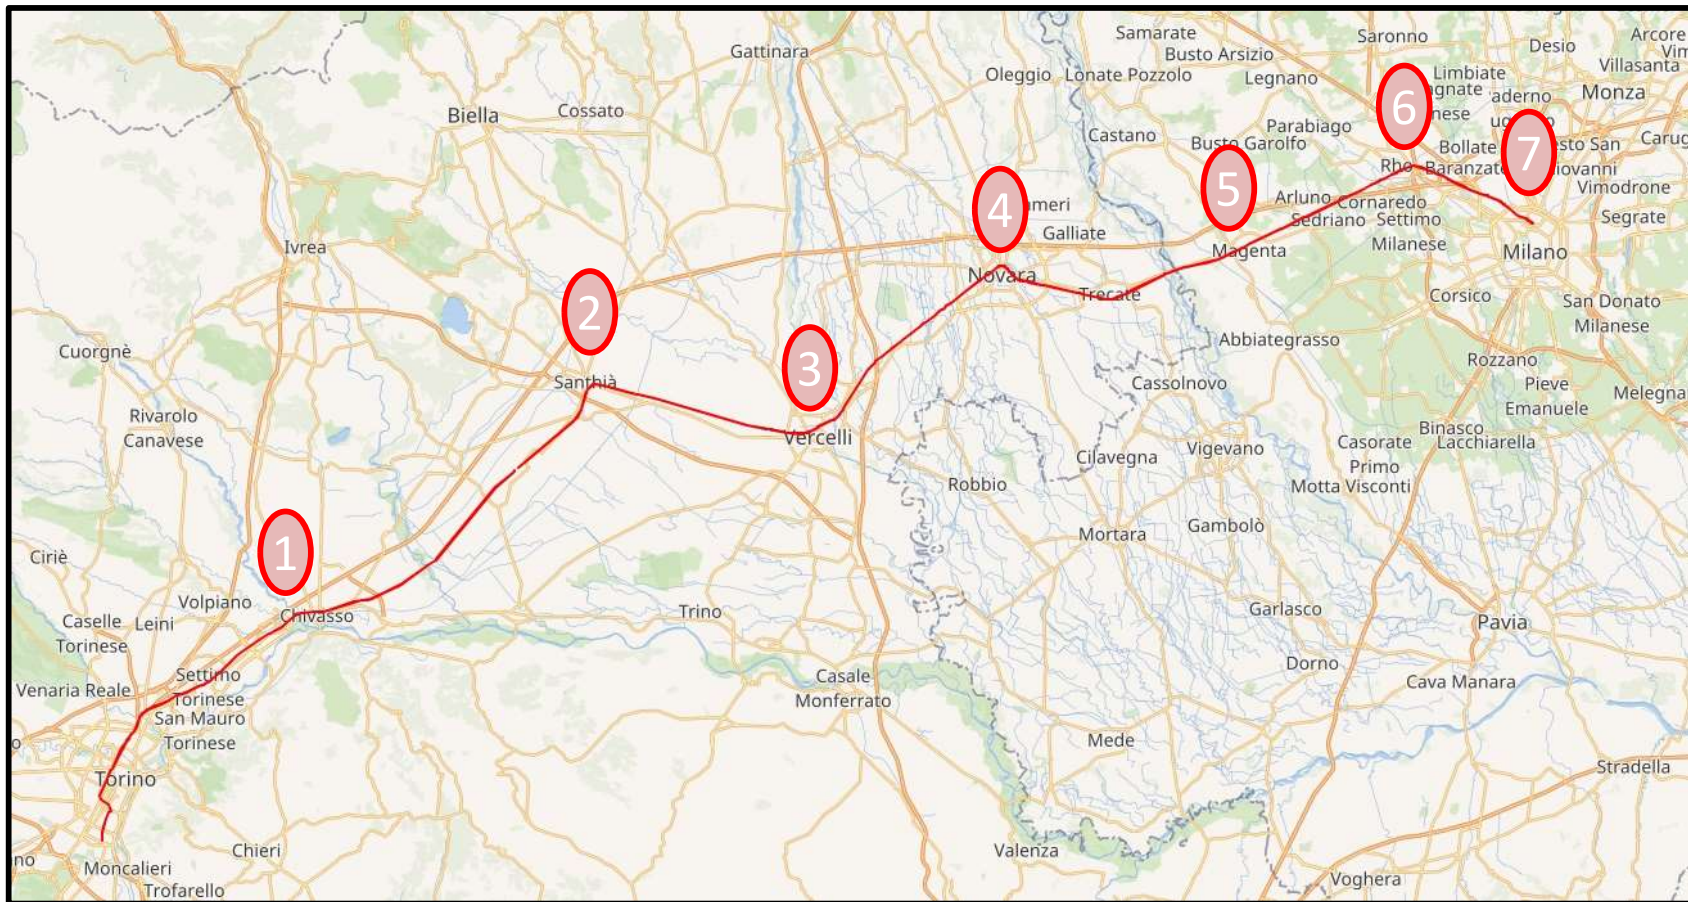 Samarate
Saronno
Arcore
Desio
Gattinara
Busto Arsizio
Villasanta
Oleggio
Lonate Pozzolo
Legnano
Limbiate
Monza
6
Biella
Cossato
Parabiago
Castano
Busto Garolfo
Bollate
7
Rho
Baranzate
Vimodrone
5
Arluno
Cornaredo
4
Galliate
Sedriano
Settimo
Milanese
Segrate
Ivrea
Magenta
Milano
Novara
Trecate
Corsico
San Donato
Milanese
2
Abbiategrasso
Cuorgnè
3
Rozzano
Santhià
Cassolnovo
Pieve
Emanuele
Rivarolo
Canavese
Vercelli
Binasco
Casorate
Primo
Lacchiarella
Cilavegna
Vigevano
Robbio
Motta Visconti
Mortara
Gambolò
1
Ciriè
Volpiano
Chivasso
Trino
Garlasco
Pavia
Caselle
Torinese
Leini
Dorno
Settimo
Torinese
Casale
Monferrato
Cava Manara
Venaria Reale
San Mauro
Torinese
Mede
Torino
Stradella
Chieri
Valenza
Moncalieri
Voghera
Trofarello